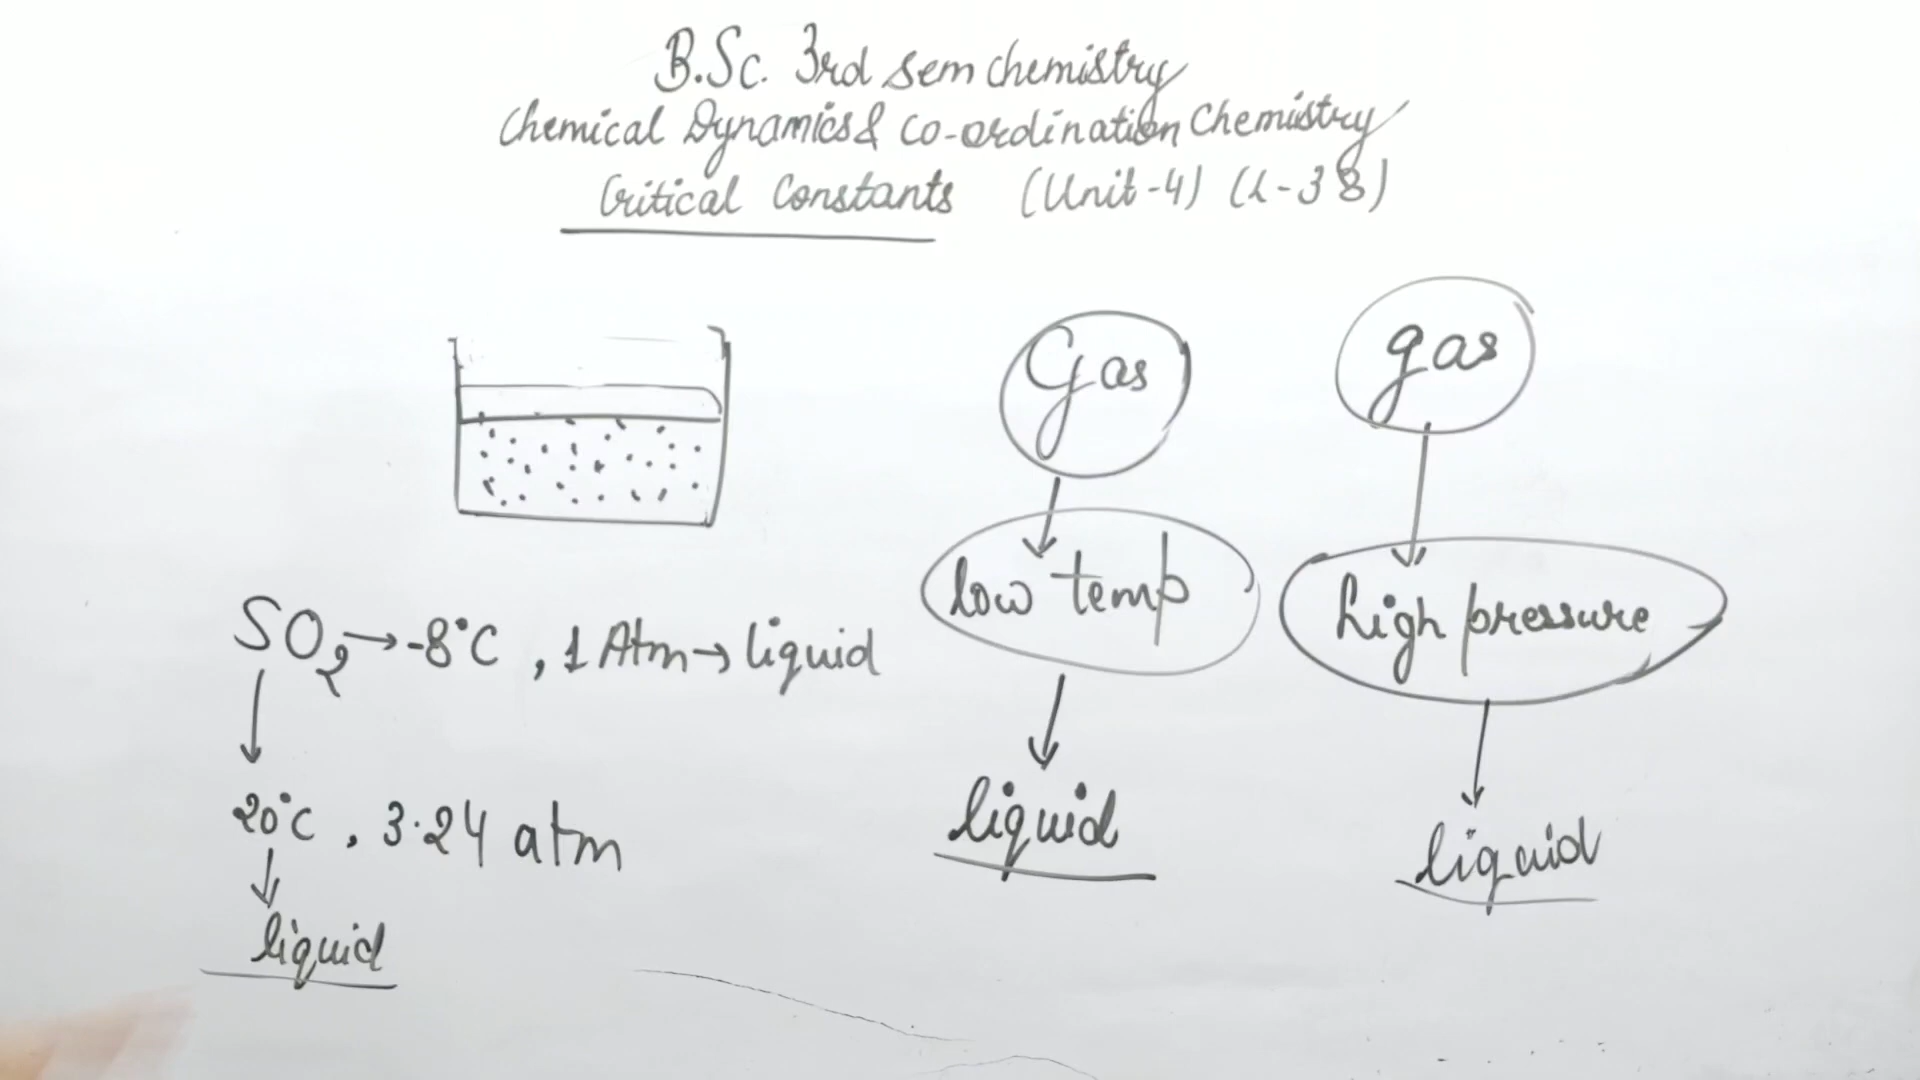 B.Sc. 3rd sem chemistry
Chemical Dynamics & co-ordination Chemistry
Critical Constants (Unit-4) (L-38)
Gas
gas
low temp
high pressure
SO₂ → -8°C , 1 Atm → liquid
20°C , 3.24 atm
liquid
liquid
liquid